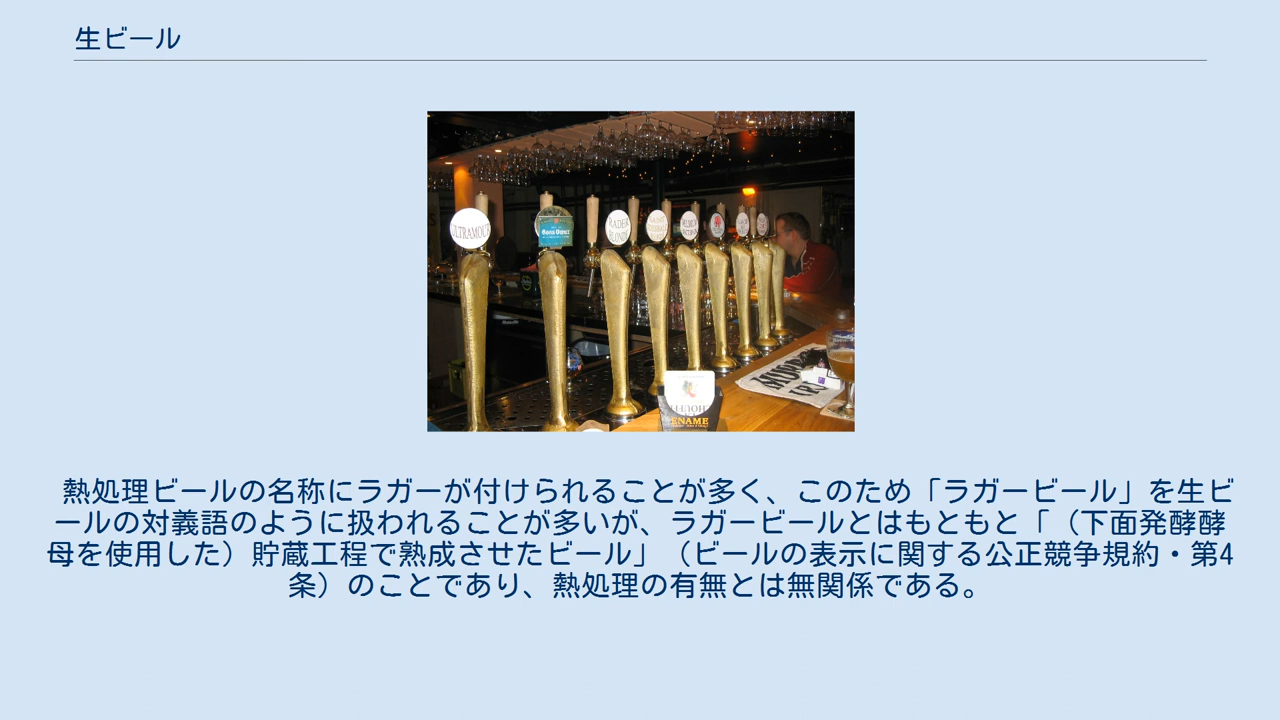 生ビール
ULTRAMOUR
KADER
BLONDE
MURP
(R)
ENAME
熱処理ビールの名称にラガーが付けられることが多く、このため「ラガービール」を生ビ
ールの対義語のように扱われることが多いが、ラガービールとはもともと「（下面発酵酵
母を使用した）貯蔵工程で熟成させたビール」（ビールの表示に関する公正競争規約・第4
条）のことであり、熱処理の有無とは無関係である。